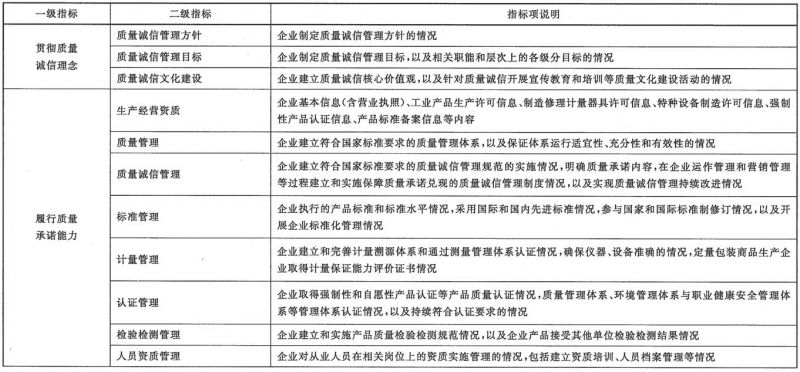 一级指标 二级指标 指标项说明
贯彻质量
诚信理念
质量诚信管理方针 企业制定质量诚信管理方针的情况
质量诚信管理目标 企业制定质量诚信管理目标,以及相关职能和层次上的各级分目标的情况
质量诚信文化建设 企业建立质量诚信核心价值观,以及针对质量诚信开展宣传教育和培训等质量文化建设活动的情况
履行质量
承诺能力
生产经营资质
企业基本信息(含营业执照)、工业产品生产许可信息、制造修理计量器具许可信息、特种设备制造许可信息、强制
性产品认证信息、产品标准备案信息等内容
质量管理 企业建立符合国家标准要求的质量管理体系,以及保证体系运行适宜性、充分性和有效性的情况
质量诚信管理
企业建立符合国家标准要求的质量诚信管理规范的实施情况,明确质量承诺内容,在企业运作管理和营销管理
等过程建立和实施保障质量承诺兑现的质量诚信管理制度情况,以及实现质量诚信管理持续改进情况
标准管理
企业执行的产品标准和标准水平情况,采用国际和国内先进标准情况,参与国家和国际标准制修订情况,以及开
展企业标准化管理情况
计量管理
企业建立和完善计量溯源体系和通过测量管理体系认证情况,确保仪器、设备准确的情况,定量包装商品生产企
业取得计量保证能力评价证书情况
认证管理
企业取得强制性和自愿性产品认证等产品质量认证情况,质量管理体系、环境管理体系与职业健康安全管理体
系等管理体系认证情况,以及持续符合认证要求的情况
检验检测管理 企业建立和实施产品质量检验检测规范情况,以及企业产品接受其他单位检验检测结果情况
人员资质管理 企业对从业人员在相关岗位上的资质实施管理的情况,包括建立资质培训、人员档案管理等情况